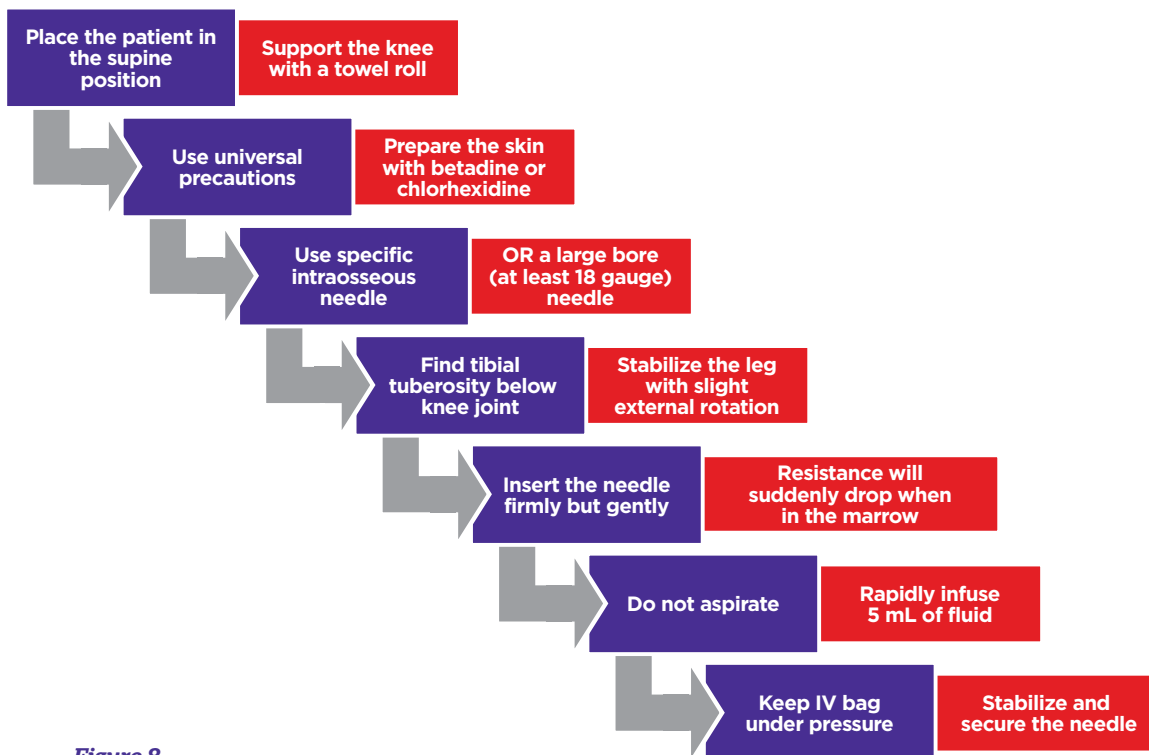 Place the patient in
the supine
position
Support the knee
with a towel roll
Use universal
precautions
Prepare the skin
with betadine or
chlorhexidine
Use specific
intraosseous
needle
OR a large bore
(at least 18 gauge)
needle
Find tibial
tuberosity below
knee joint
Stabilize the leg
with slight
external rotation
Insert the needle
firmly but gently
Resistance will
suddenly drop when
in the marrow
Do not aspirate
Rapidly infuse
5 mL of fluid
Keep IV bag
under pressure
Stabilize and
secure the needle